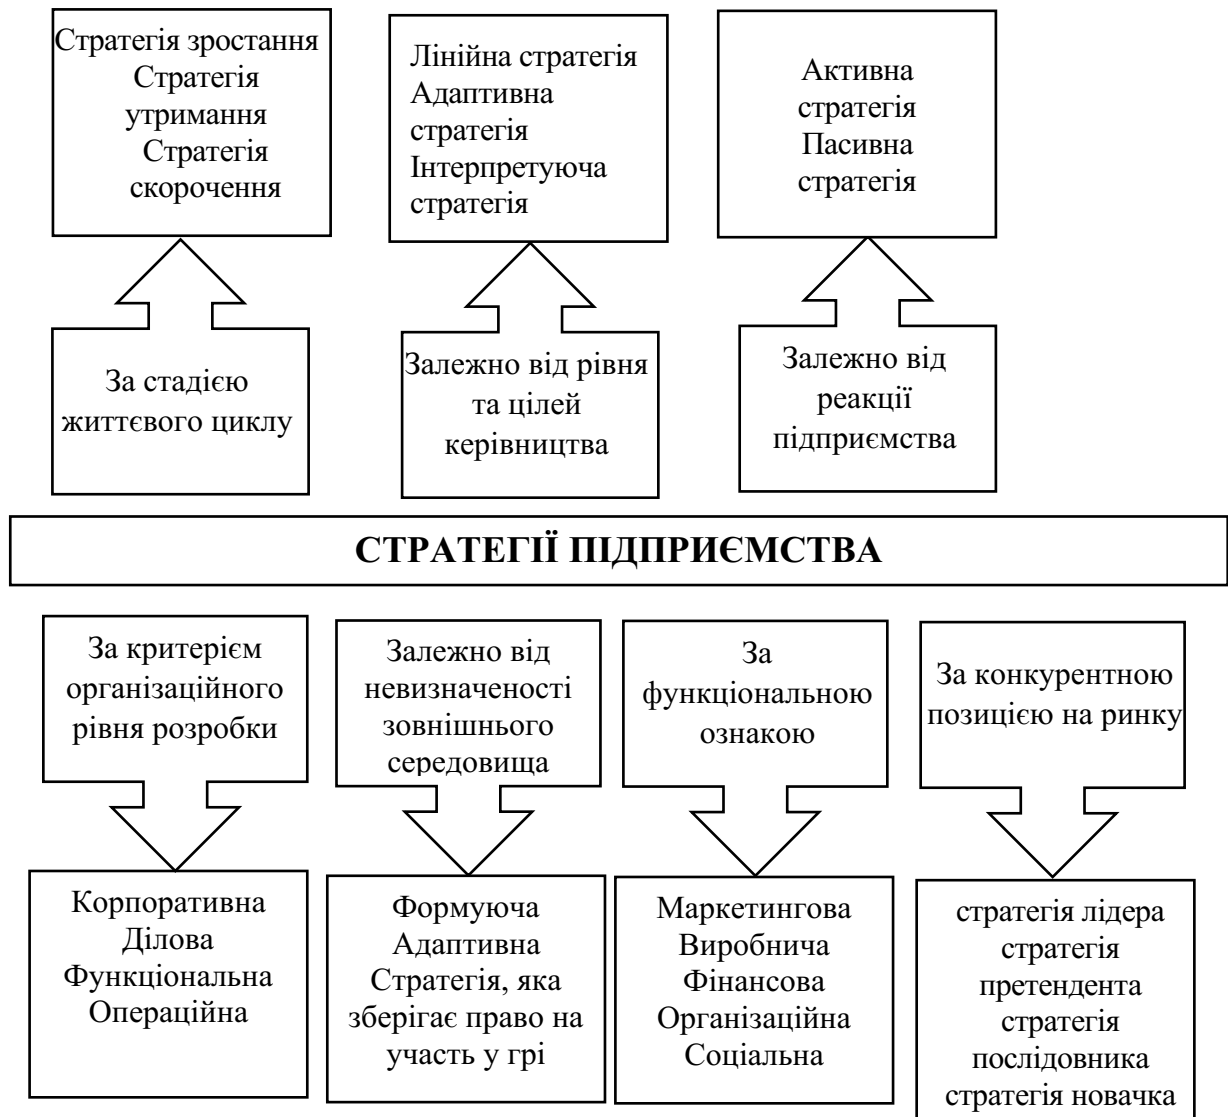 Стратегія зростання
Стратегія
утримання
Стратегія
скорочення
Лінійна стратегія
Адаптивна
стратегія
Інтерпретуюча
стратегія
Активна
стратегія
Пасивна
стратегія
За стадією
життєвого циклу
Залежно від рівня
та цілей
керівництва
Залежно від
реакції
підприємства
СТРАТЕГІЇ ПІДПРИЄМСТВА
За критерієм
організаційного
рівня розробки
Залежно від
невизначеності
зовнішнього
середовища
За
функціональною
ознакою
За конкурентною
позицією на ринку
Корпоративна
Ділова
Функціональна
Операційна
Формуюча
Адаптивна
Стратегія, яка
зберігає право на
участь у грі
Маркетингова
Виробнича
Фінансова
Організаційна
Соціальна
стратегія лідера
стратегія
претендента
стратегія
послідовника
стратегія новачка